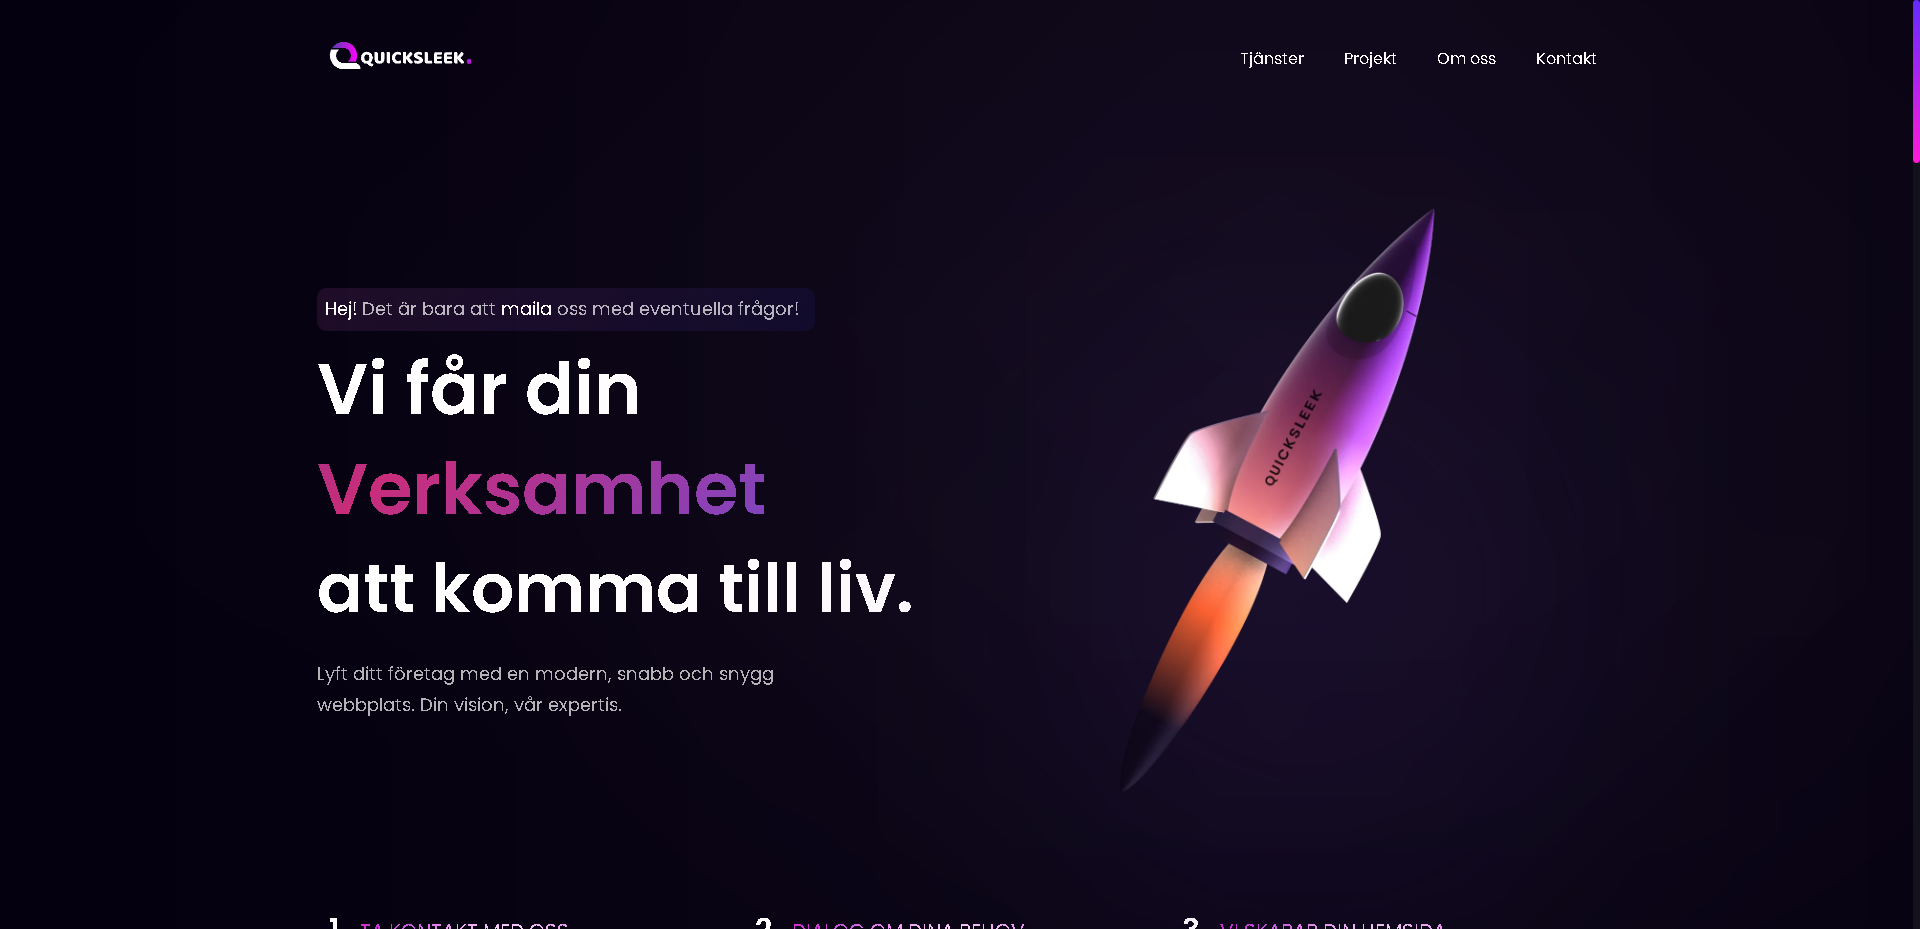 QUICKSLEEK.
Tjänster
Projekt
Om oss
Kontakt
Hej! Det är bara att maila oss med eventuella frågor!
Vi får din
Verksamhet
att komma till liv.
Lyft ditt företag med en modern, snabb och snygg
webbplats. Din vision, vår expertis.
QUICKSLEEK
1 TA KONTAKT MED OSS
2 DIALOG OM DINA BEHOV
3 VI SKAPAR DIN HEMSIDA